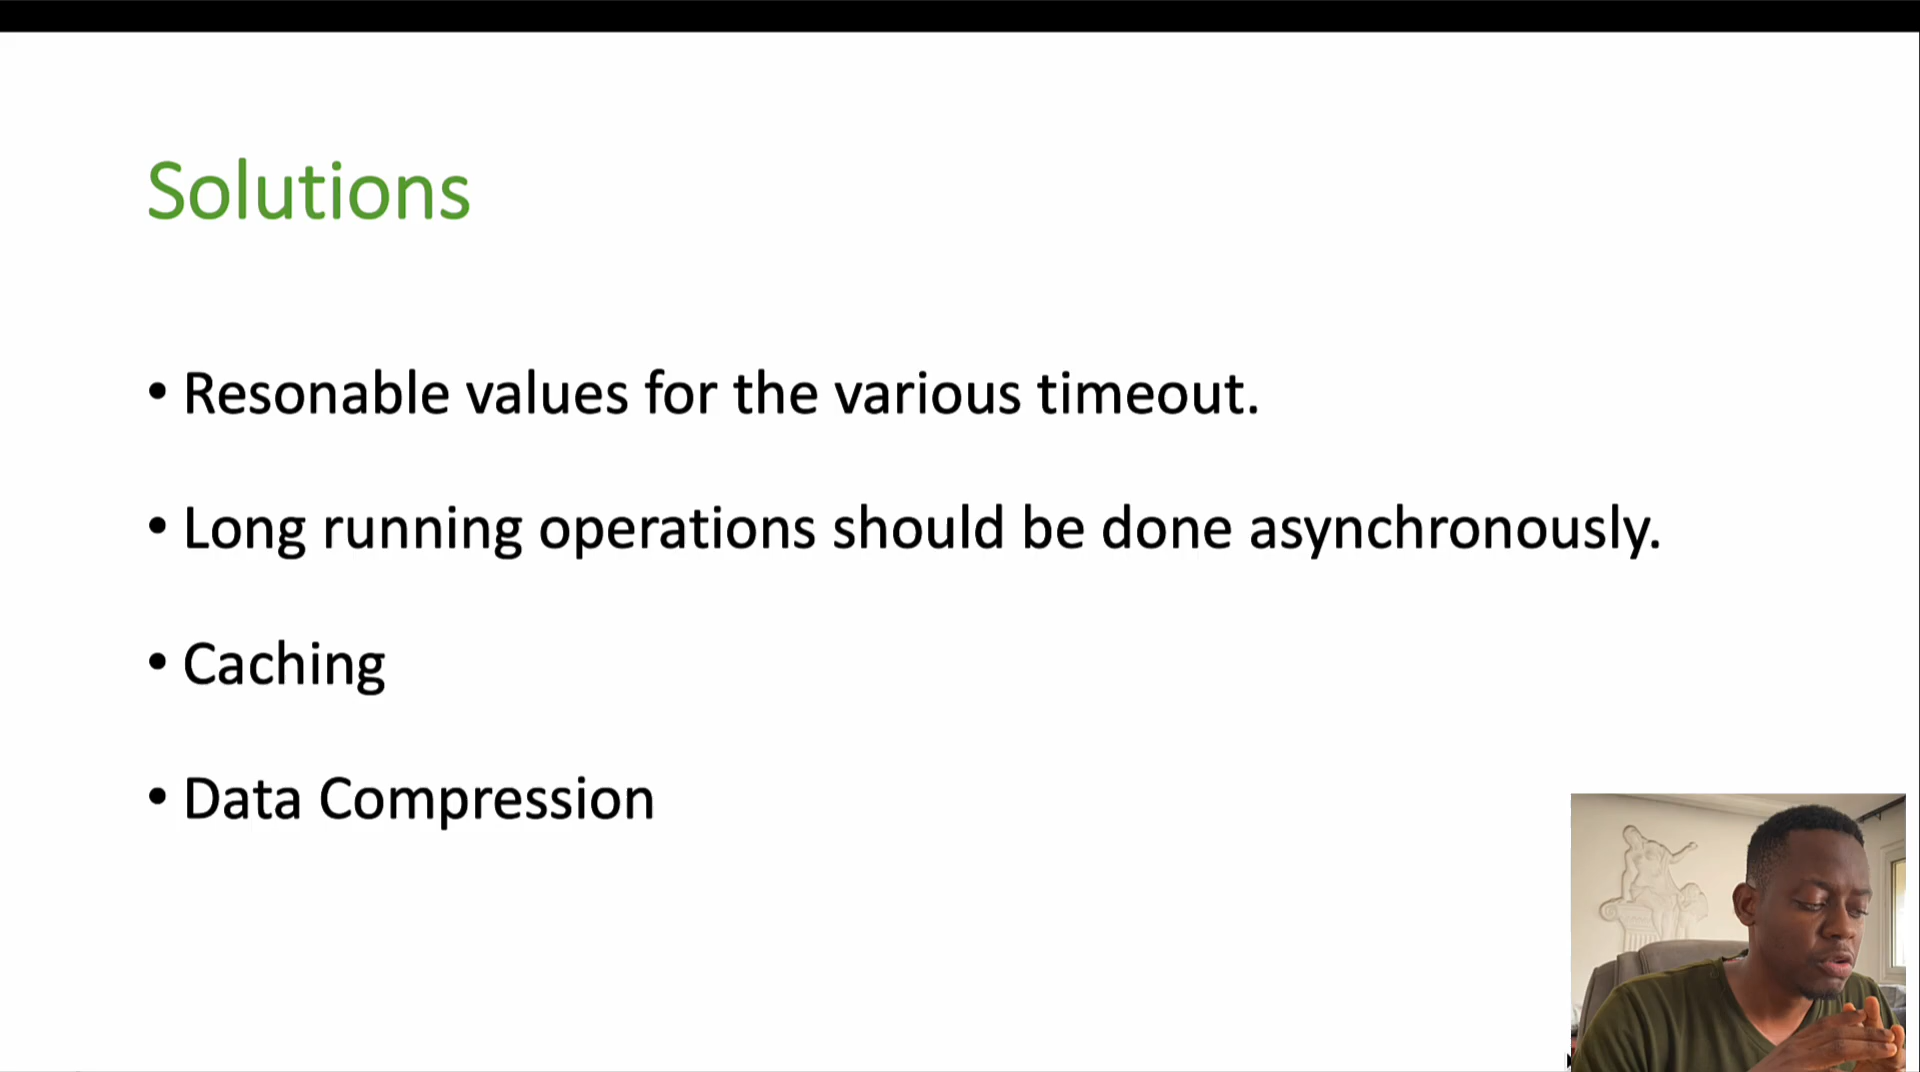 Solutions
• Resonable values for the various timeout.
• Long running operations should be done asynchronously.
• Caching
• Data Compression